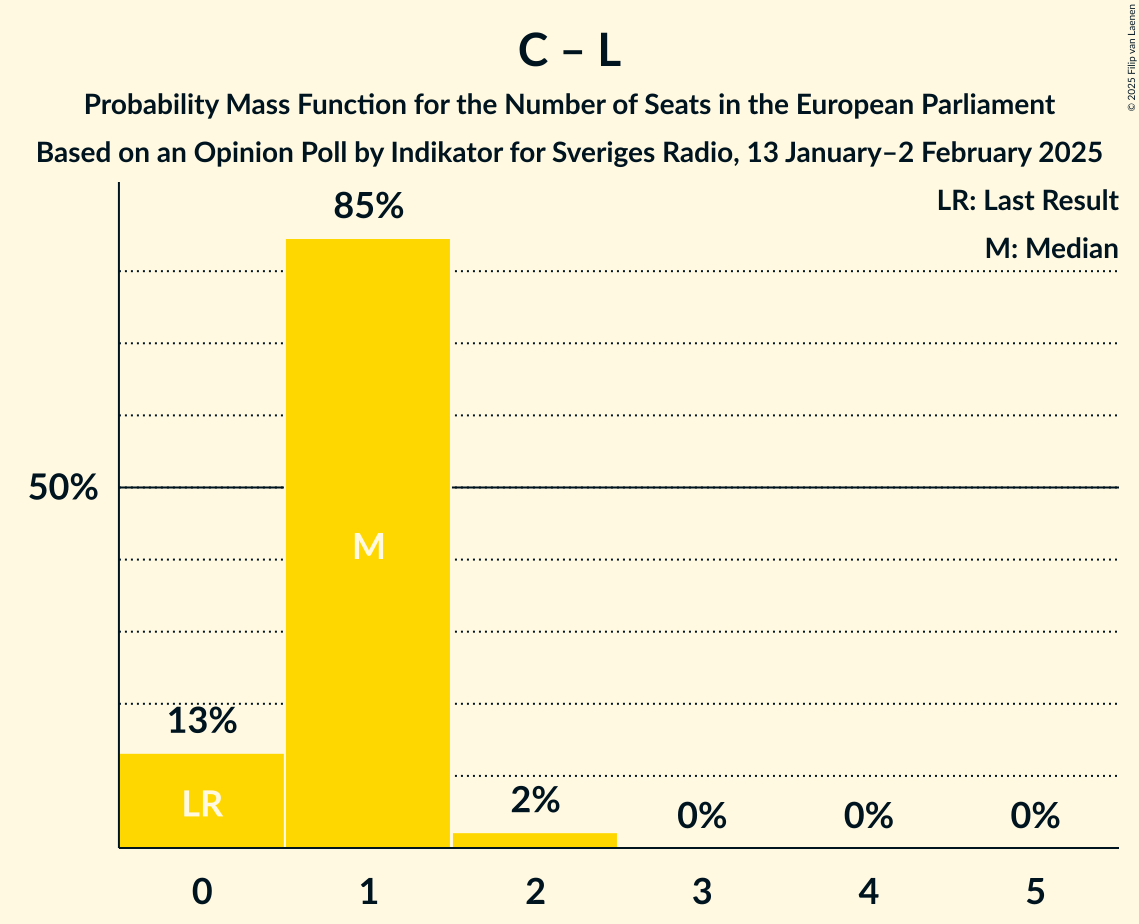 C – L
Probability Mass Function for the Number of Seats in the European Parliament
Based on an Opinion Poll by Indikator for Sveriges Radio, 13 January–2 February 2025
© 2025 Filip van Laenen
LR: Last Result
M: Median
85%
50%
M
13%
LR
2%
0%
0%
0%
0
1
2
3
4
5